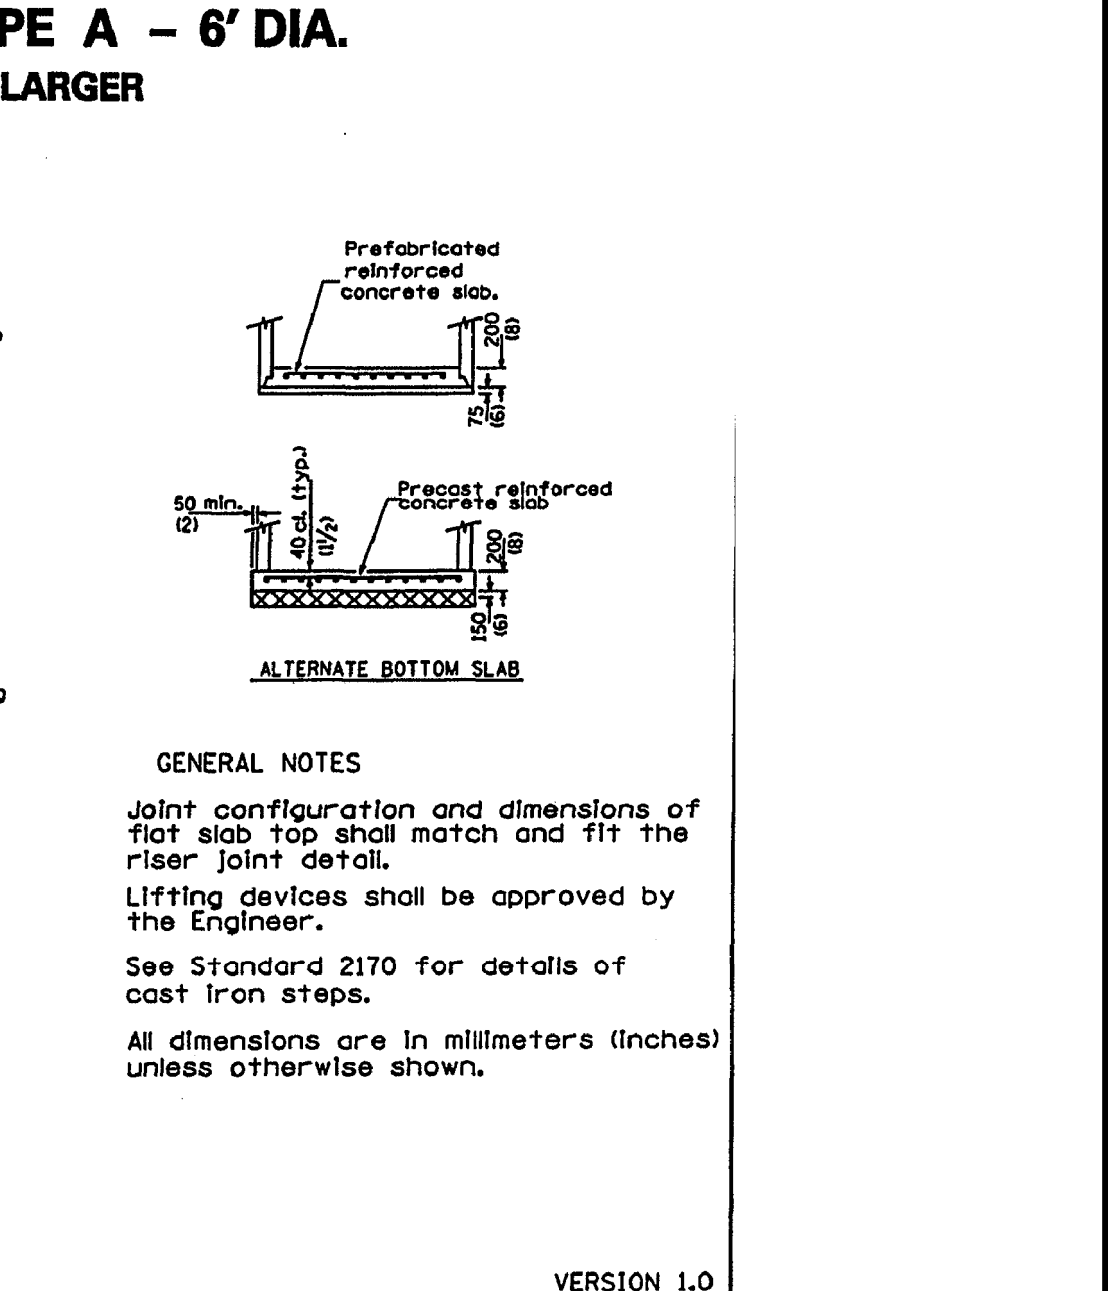 PE A - 6' DIA.
LARGER
Prefabricated
reinforced
concrete slab.
200
(8)
75
(6)
50 min.
(2)
40 cl. (typ.)
(1½)
Precast reinforced
concrete slab
200
(8)
150
(6)
ALTERNATE BOTTOM SLAB
GENERAL NOTES
Joint configuration and dimensions of
flat slab top shall match and fit the
riser joint detail.
Lifting devices shall be approved by
the Engineer.
See Standard 2170 for details of
cast iron steps.
All dimensions are in millimeters (inches)
unless otherwise shown.
VERSION 1.0